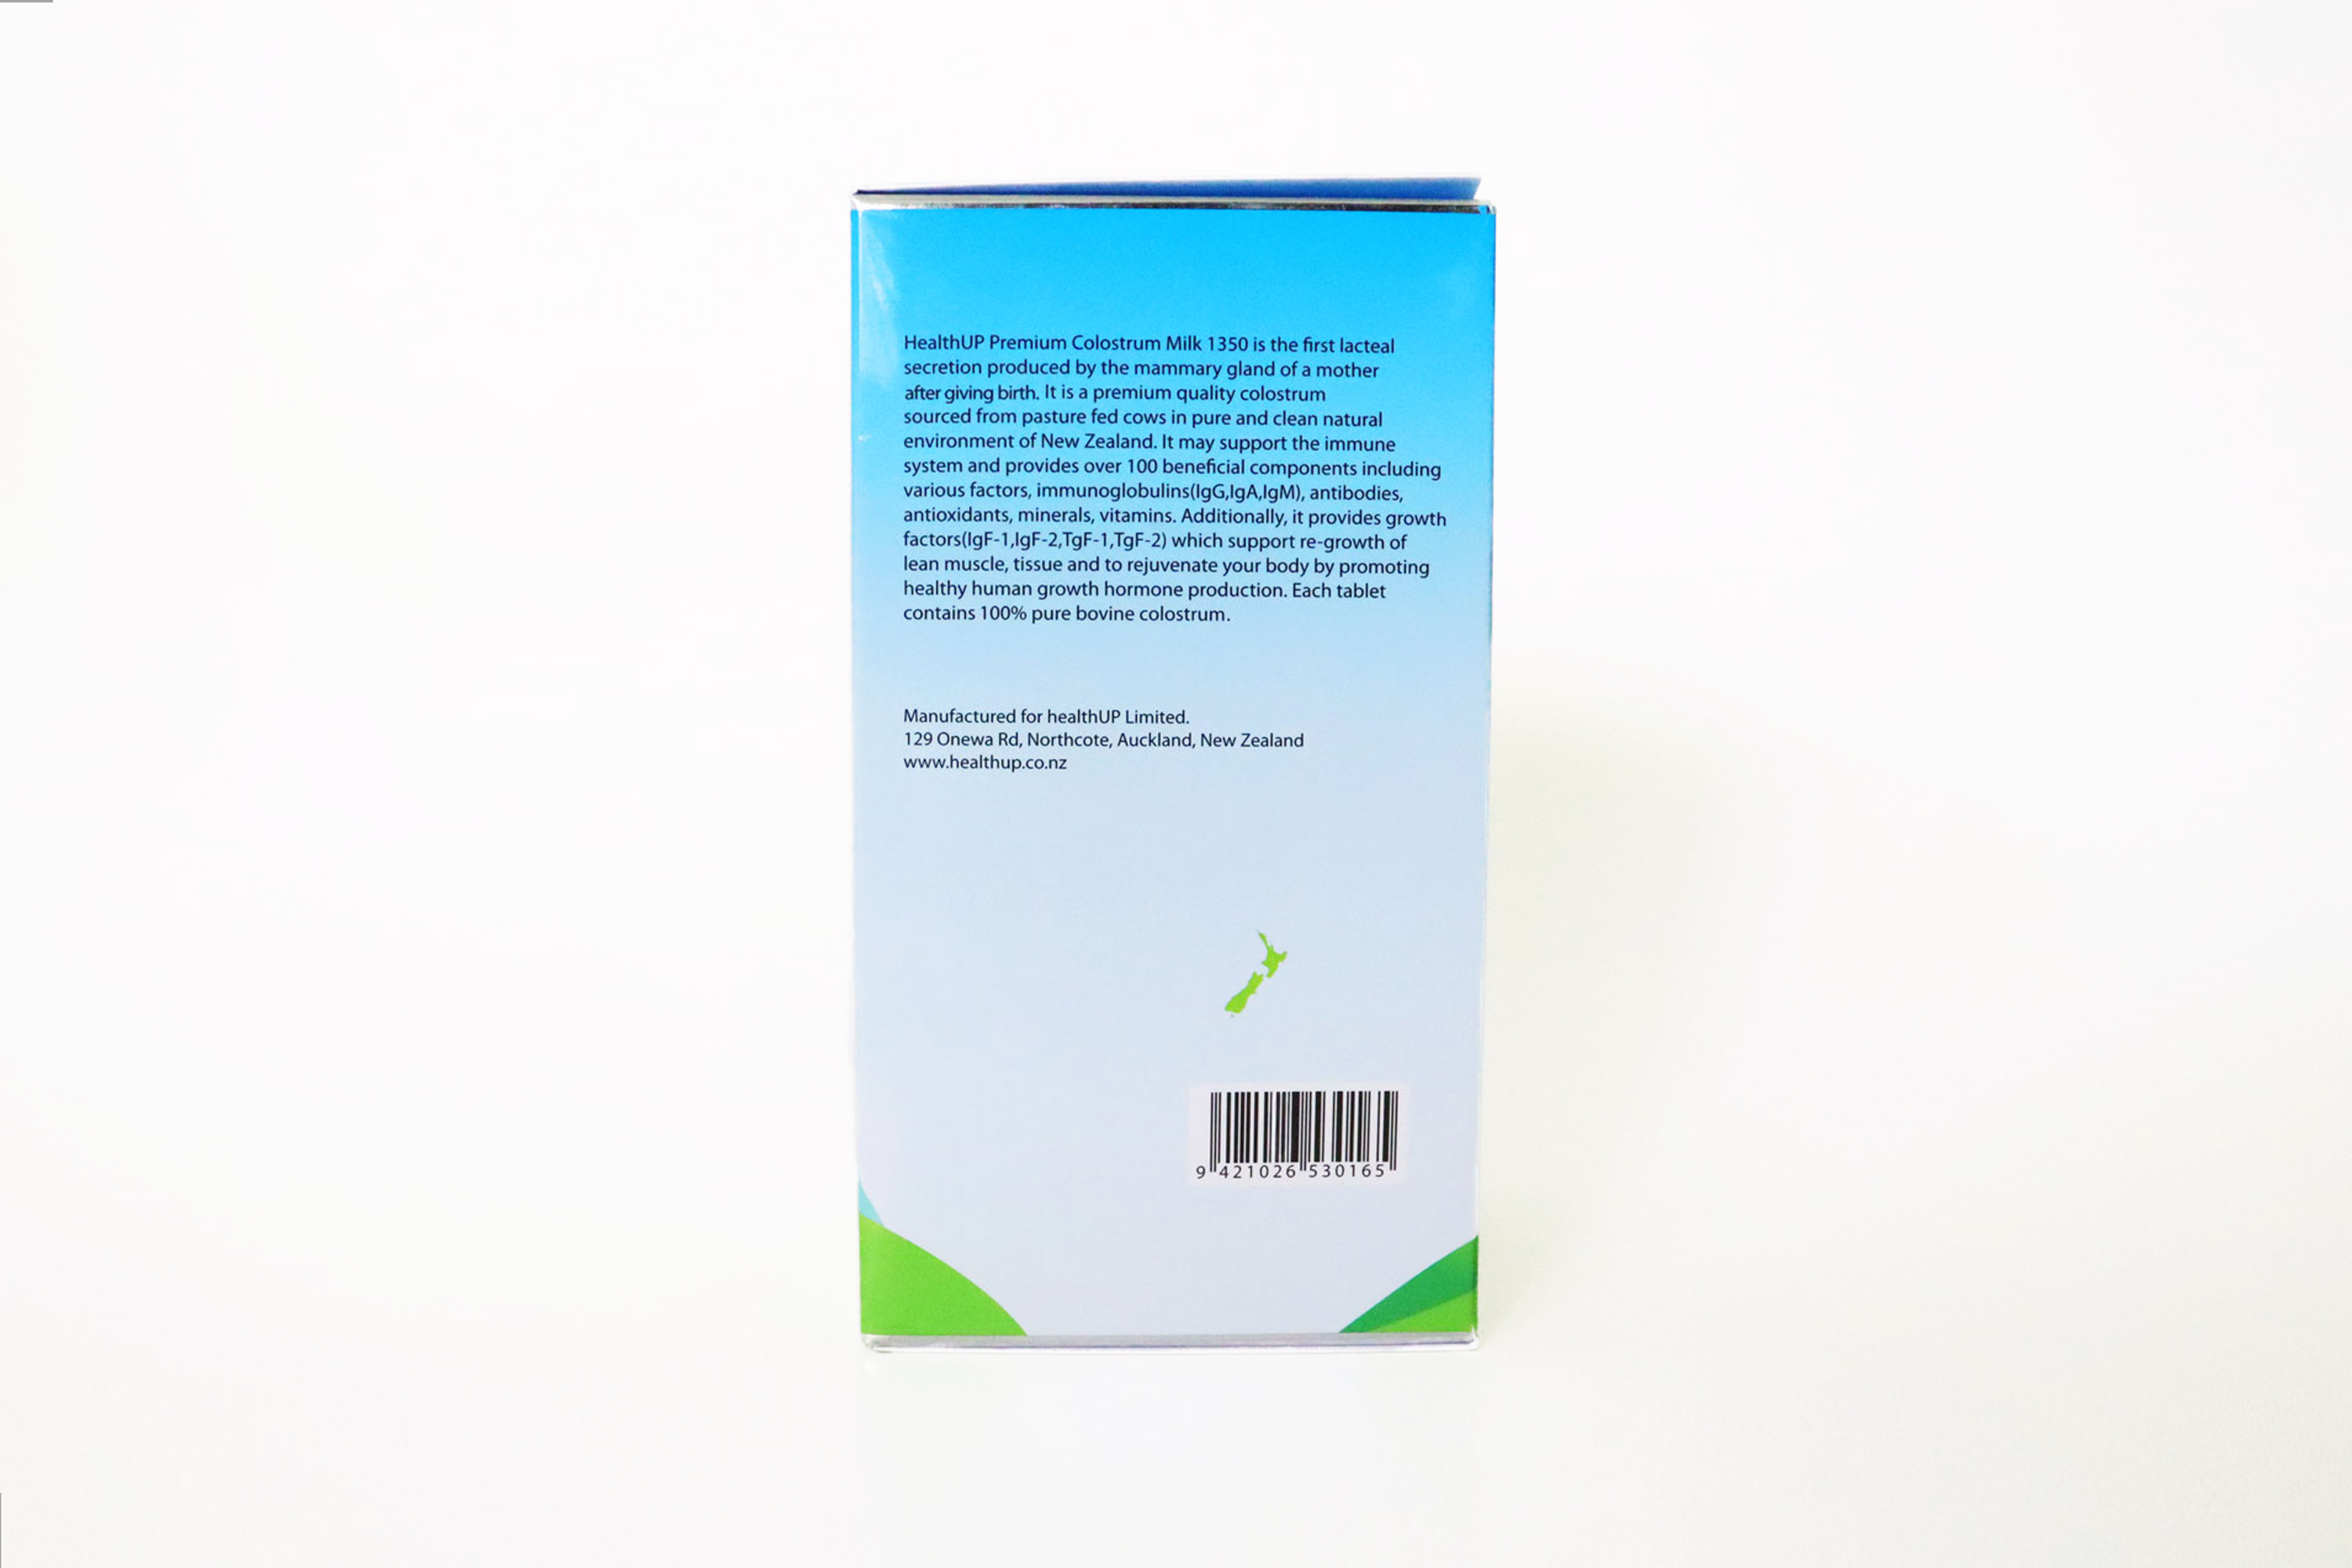 HealthUP Premium Colostrum Milk 1350 is the first lacteal
secretion produced by the mammary gland of a mother
after giving birth. It is a premium quality colostrum
sourced from pasture fed cows in pure and clean natural
environment of New Zealand. It may support the immune
system and provides over 100 beneficial components including
various factors, immunoglobulins(IgG,IgA,IgM), antibodies,
antioxidants, minerals, vitamins. Additionally, it provides growth
factors(IgF-1,IgF-2,TgF-1,TgF-2) which support re-growth of
lean muscle, tissue and to rejuvenate your body by promoting
healthy human growth hormone production. Each tablet
contains 100% pure bovine colostrum.
Manufactured for healthUP Limited.
129 Onewa Rd, Northcote, Auckland, New Zealand
www.healthup.co.nz
9 421026 530165